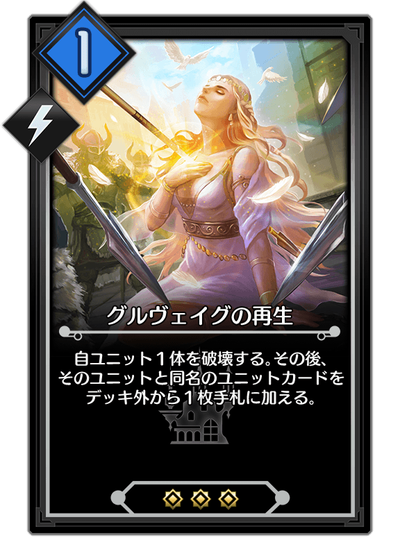 1
グルヴェイグの再生
自ユニット1体を破壊する。その後、
そのユニットと同名のユニットカードを
デッキ外から1枚手札に加える。